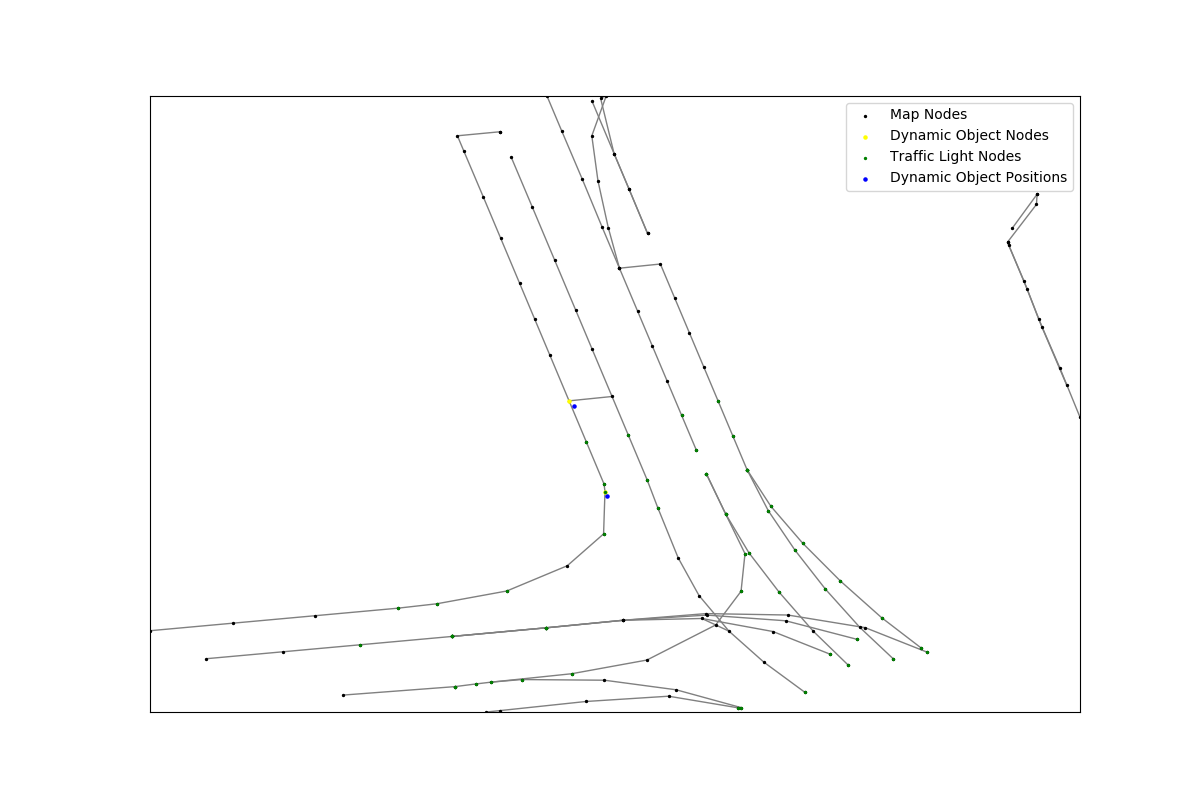 Map Nodes
Dynamic Object Nodes
Traffic Light Nodes
Dynamic Object Positions